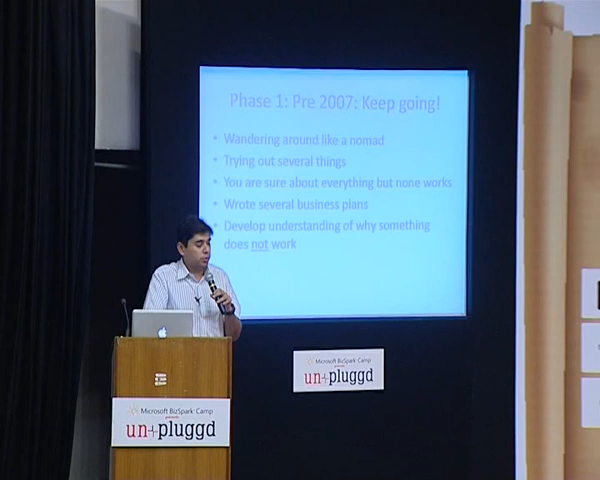 Phase 1: Pre 2007: Keep going!
• Wandering around like a nomad
• Trying out several things
• You are sure about everything but none works
• Wrote several business plans
• Develop understanding of why something
does not work
Microsoft BizSpark Camp
presents
un+pluggd
Microsoft BizSpark Camp
presents
un+pluggd